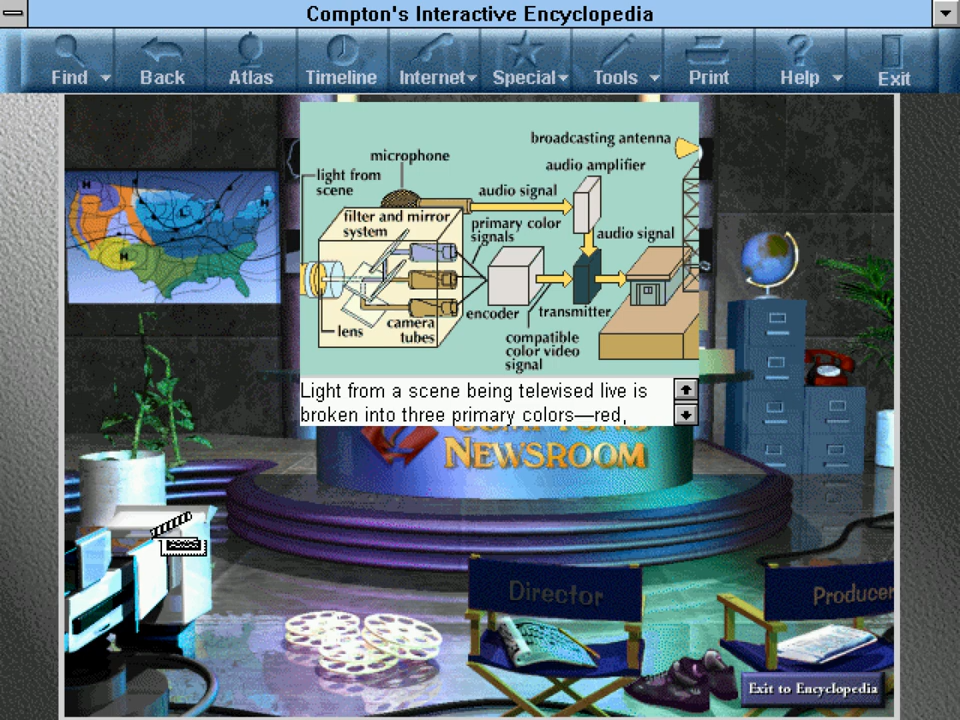 Compton's Interactive Encyclopedia
Find
Back
Atlas
Timeline
Internet
Special
Tools
Print
Help
Exit
broadcasting antenna
microphone
audio amplifier
light from
scene
audio signal
filter and mirror
system
primary color
signals
audio signal
lens
camera
tubes
encoder
transmitter
compatible
color video
signal
Light from a scene being televised live is
broken into three primary colors—red,
NEWSROOM
H
H
H
Director
Producer
Exit to Encyclopedia